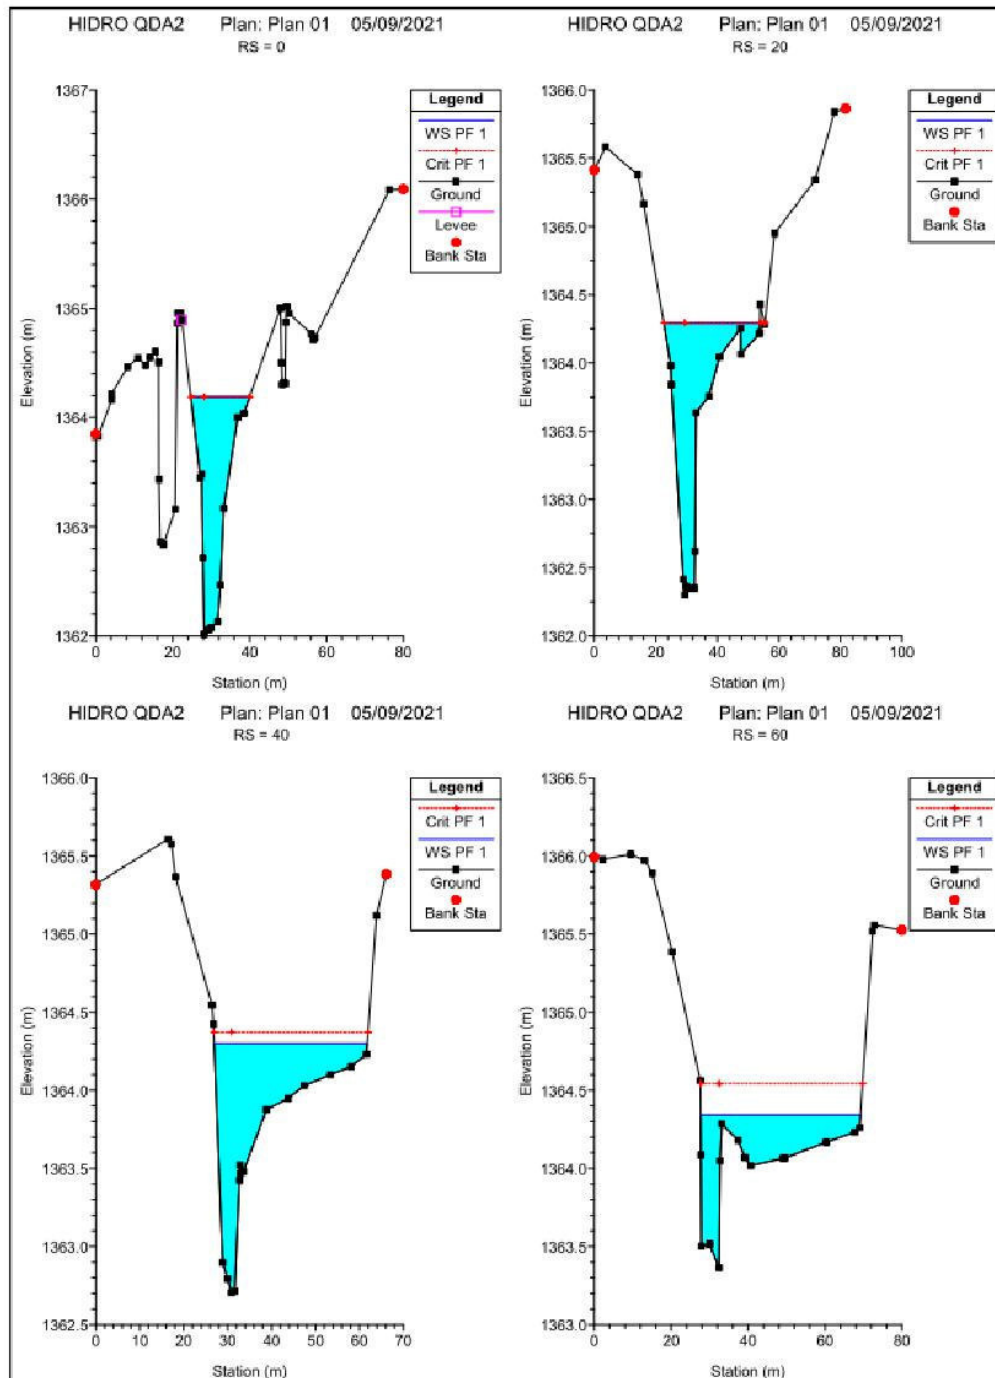 HIDRO QDA2 Plan: Plan 01 05/09/2021
RS = 0
Legend
WS PF 1
Crit PF 1
Ground
Levee
Bank Sta
Elevation (m)
1367
1366
1365
1364
1363
1362
0 20 40 60 80
Station (m)
HIDRO QDA2 Plan: Plan 01 05/09/2021
RS = 20
Legend
WS PF 1
Crit PF 1
Ground
Bank Sta
Elevation (m)
1366.0
1365.5
1365.0
1364.5
1364.0
1363.5
1363.0
1362.5
1362.0
0 20 40 60 80 100
Station (m)
HIDRO QDA2 Plan: Plan 01 05/09/2021
RS = 40
Legend
Crit PF 1
WS PF 1
Ground
Bank Sta
Elevation (m)
1366.0
1365.5
1365.0
1364.5
1364.0
1363.5
1363.0
1362.5
0 10 20 30 40 50 60 70
Station (m)
HIDRO QDA2 Plan: Plan 01 05/09/2021
RS = 60
Legend
Crit PF 1
WS PF 1
Ground
Bank Sta
Elevation (m)
1366.5
1366.0
1365.5
1365.0
1364.5
1364.0
1363.5
1363.0
0 20 40 60 80
Station (m)